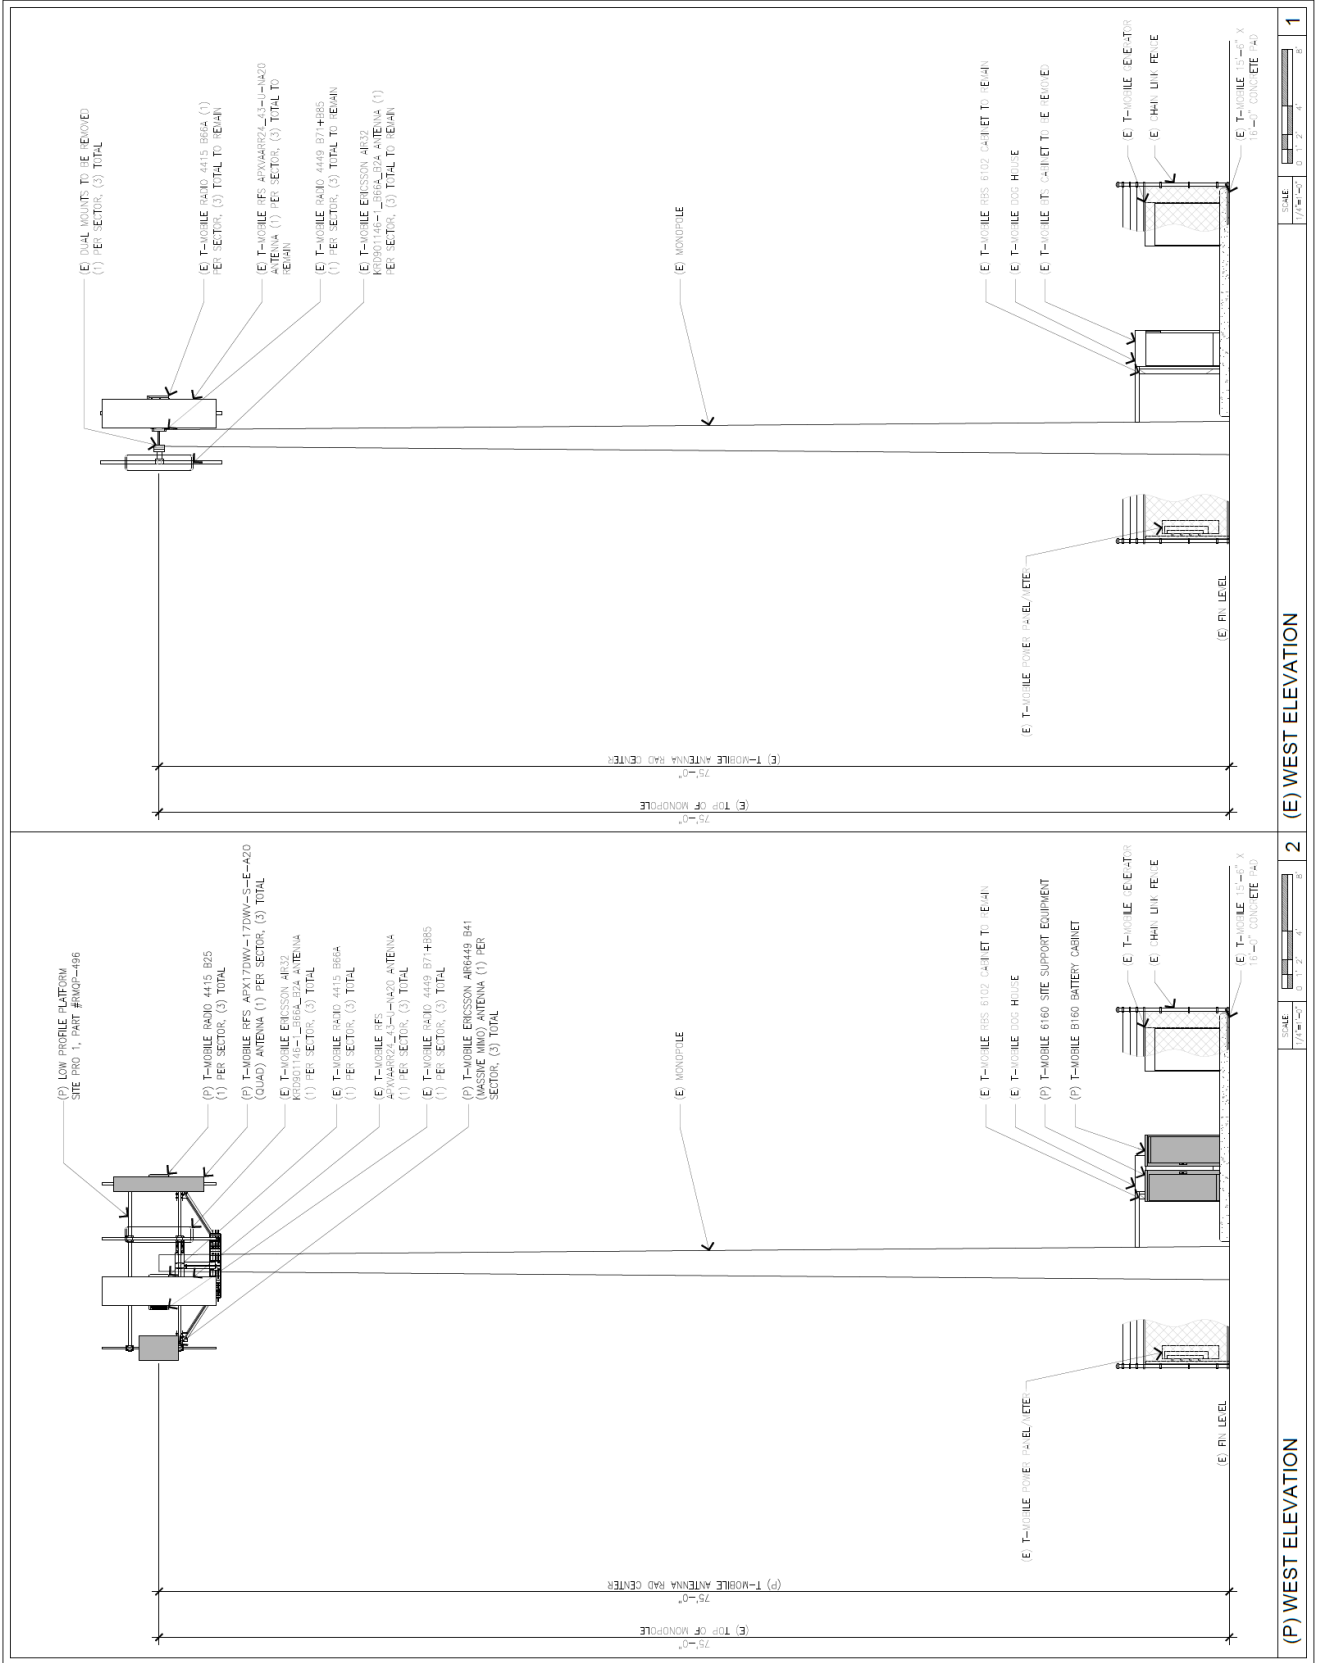 (E) DUAL MOUNTS TO BE REMOVED
(1) PER SECTOR, (3) TOTAL
(E) T-MOBILE RADIO 4415 B66A (1)
PER SECTOR, (3) TOTAL TO REMAIN
(E) T-MOBILE RFS APXVAARR24_43-U-NA20
ANTENNA (1) PER SECTOR, (3) TOTAL TO
REMAIN
(E) T-MOBILE RADIO 4449 B71+B85
(1) PER SECTOR, (3) TOTAL TO REMAIN
(E) T-MOBILE ERICSSON AIR32
KRD901146-1_B66A_B2A ANTENNA (1)
PER SECTOR, (3) TOTAL TO REMAIN
(E) MONOPOLE
(E) T-MOBILE RBS 6102 CABINET TO REMAIN
(E) T-MOBILE DOG HOUSE
(E) T-MOBILE BTS CABINET TO BE REMOVED
(E) T-MOBILE GENERATOR
(E) CHAIN LINK FENCE
(E) T-MOBILE 15'-6" X
16'-0" CONCRETE PAD
(E) T-MOBILE POWER PANEL/METER
(E) FIN LEVEL
(E) T-MOBILE ANTENNA RAD CENTER
75'-0"
(E) TOP OF MONOPOLE
75'-0"
(E) WEST ELEVATION
SCALE:
1/4"=1'-0"
0 1' 2' 4' 8'
1
(P) LOW PROFILE PLATFORM
SITE PRO 1, PART #RMQP-496
(P) T-MOBILE RADIO 4415 B25
(1) PER SECTOR, (3) TOTAL
(P) T-MOBILE RFS APX17DWV-17DWV-S-E-A20
(QUAD) ANTENNA (1) PER SECTOR, (3) TOTAL
(E) T-MOBILE ERICSSON AIR32
KRD901146-1_B66A_B2A ANTENNA
(1) PER SECTOR, (3) TOTAL
(E) T-MOBILE RADIO 4415 B66A
(1) PER SECTOR, (3) TOTAL
(E) T-MOBILE RFS
APXVAARR24_43-U-NA20 ANTENNA
(1) PER SECTOR, (3) TOTAL
(E) T-MOBILE RADIO 4449 B71+B85
(1) PER SECTOR, (3) TOTAL
(P) T-MOBILE ERICSSON AIR6449 B41
(MASSIVE MIMO) ANTENNA (1) PER
SECTOR, (3) TOTAL
(E) MONOPOLE
(E) T-MOBILE RBS 6102 CABINET TO REMAIN
(E) T-MOBILE DOG HOUSE
(P) T-MOBILE 6160 SITE SUPPORT EQUIPMENT
(P) T-MOBILE B160 BATTERY CABINET
(E) T-MOBILE GENERATOR
(E) CHAIN LINK FENCE
(E) T-MOBILE 15'-6" X
16'-0" CONCRETE PAD
(E) T-MOBILE POWER PANEL/METER
(E) FIN LEVEL
(P) T-MOBILE ANTENNA RAD CENTER
75'-0"
(E) TOP OF MONOPOLE
75'-0"
(P) WEST ELEVATION
SCALE:
1/4"=1'-0"
0 1' 2' 4' 8'
2